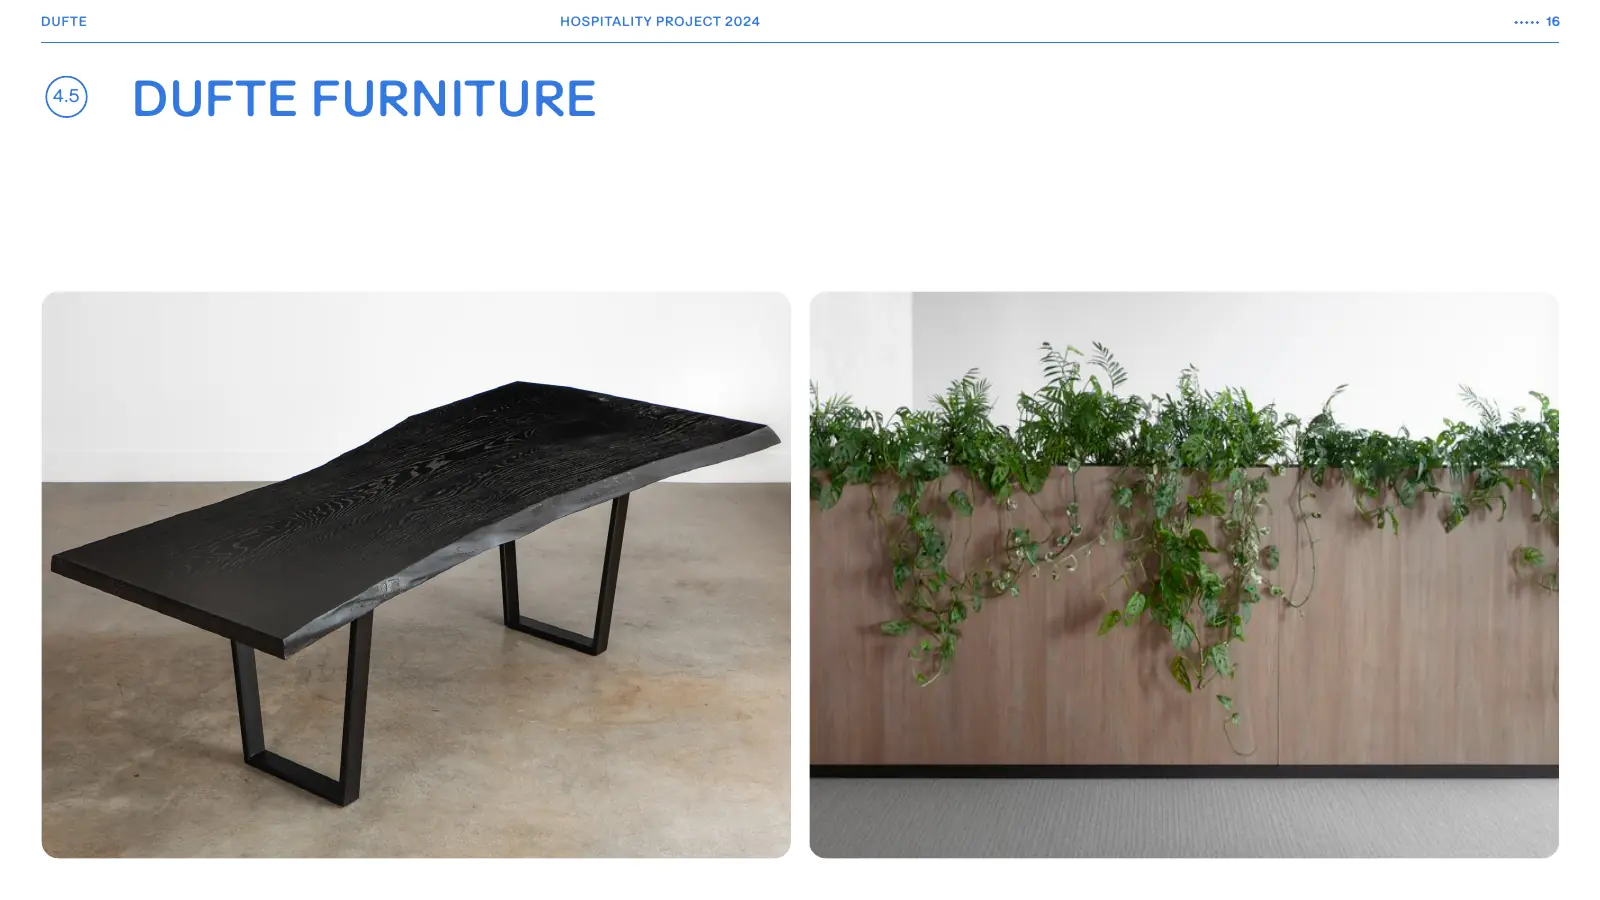 DUFTE
HOSPITALITY PROJECT 2024
..... 16
4.5
DUFTE FURNITURE